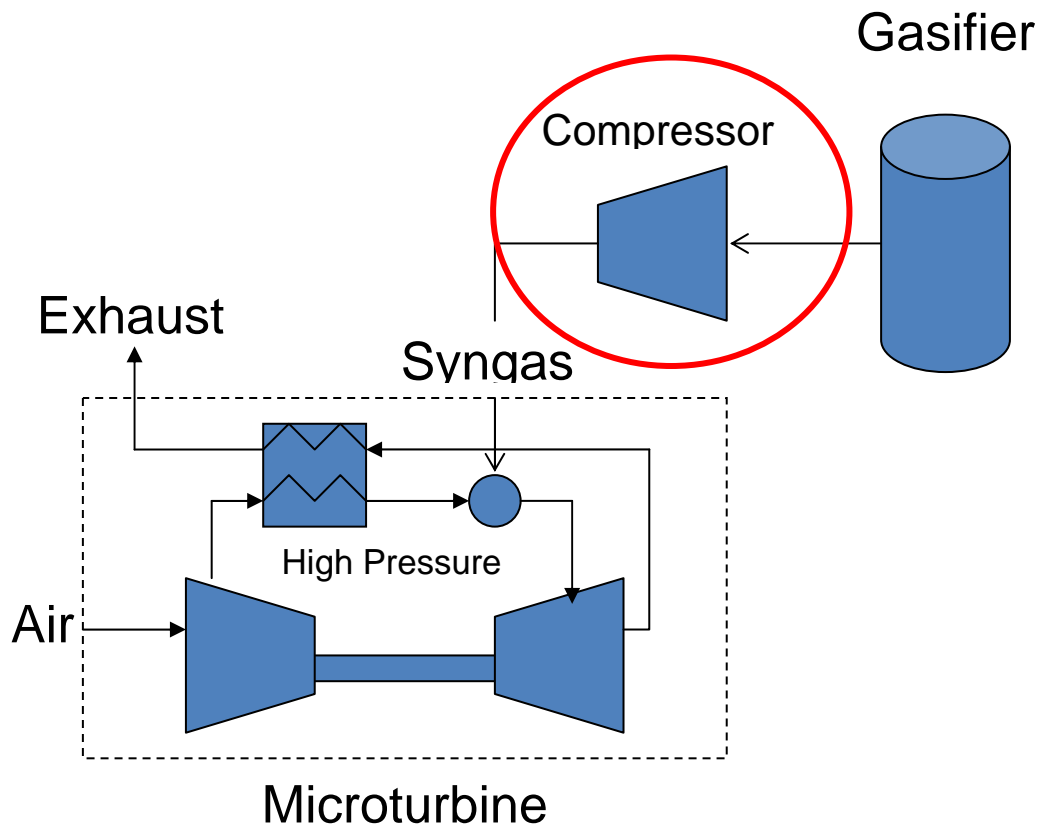 Gasifier
Compressor
Exhaust
Syngas
High Pressure
Air
Microturbine